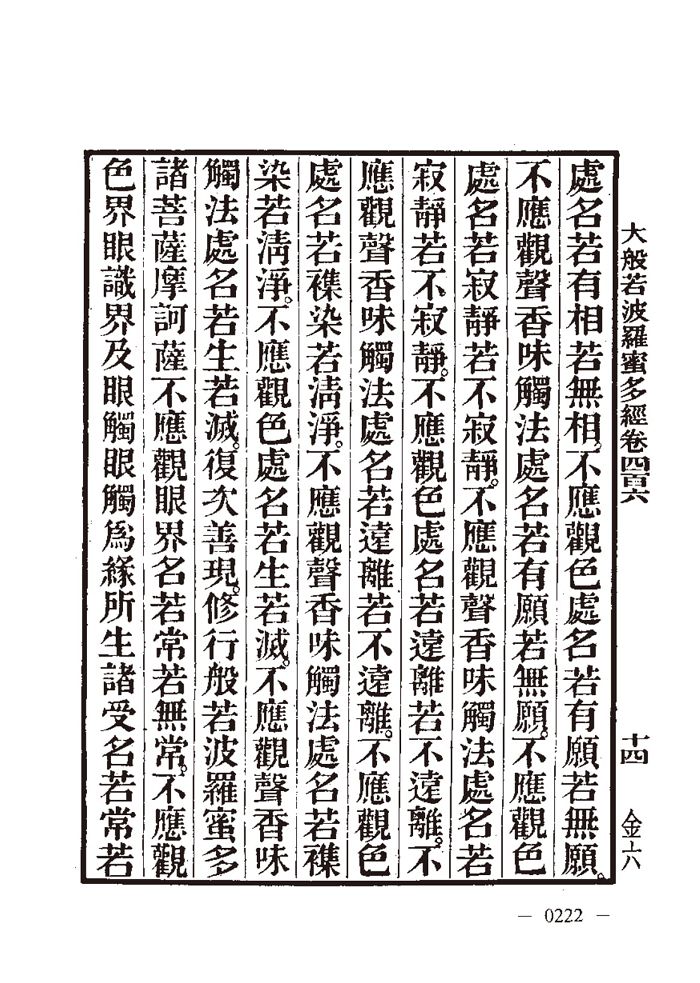 大般若波羅蜜多經卷四百六 十四 金六
處名若有相若無相。不應觀色處名若有願若無願。
不應觀聲香味觸法處名若有願若無願。不應觀色
處名若寂靜若不寂靜。不應觀聲香味觸法處名若
寂靜若不寂靜。不應觀色處名若遠離若不遠離。不
應觀聲香味觸法處名若遠離若不遠離。不應觀色
處名若襍染若淸淨。不應觀聲香味觸法處名若襍
染若淸淨。不應觀色處名若生若滅。不應觀聲香味
觸法處名若生若滅。復次善現。修行般若波羅蜜多
諸菩薩摩訶薩不應觀眼界名若常若無常。不應觀
色界眼識界及眼觸眼觸爲緣所生諸受名若常若
— 0222 —